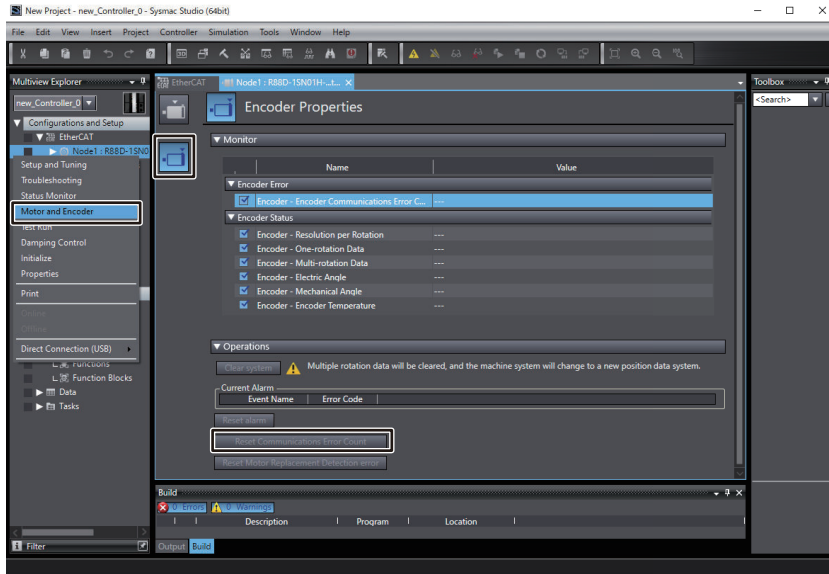 New Project - new_Controller_0 - Sysmac Studio (64bit)
File Edit View Insert Project Controller Simulation Tools Window Help
Multiview Explorer
new_Controller_0
Configurations and Setup
EtherCAT
Node1 : R88D-1SN0
Setup and Tuning
Troubleshooting
Status Monitor
Motor and Encoder
Test Run
Damping Control
Initialize
Properties
Print
Online
Offline
Direct Connection (USB)
Functions
Function Blocks
Data
Tasks
Filter
EtherCAT
Node1 : R88D-1SN01H-...t...
Encoder Properties
Monitor
Name Value
Encoder Error
Encoder - Encoder Communications Error C... ---
Encoder Status
Encoder - Resolution per Rotation ---
Encoder - One-rotation Data ---
Encoder - Multi-rotation Data ---
Encoder - Electric Angle ---
Encoder - Mechanical Angle ---
Encoder - Encoder Temperature ---
Operations
Clear system Multiple rotation data will be cleared, and the machine system will change to a new position data system.
Current Alarm
Event Name Error Code
Reset alarm
Reset Communications Error Count
Reset Motor Replacement Detection error
Build
0 Errors 0 Warnings
Description Program Location
Output Build
Toolbox
<Search>